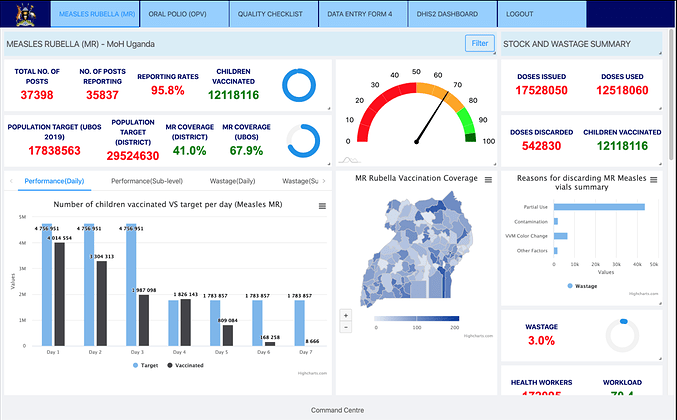 MEASLES RUBELLA (MR)
ORAL POLIO (OPV)
QUALITY CHECKLIST
DATA ENTRY FORM 4
DHIS2 DASHBOARD
LOGOUT
MEASLES RUBELLA (MR) - MoH Uganda
Filter
STOCK AND WASTAGE SUMMARY
TOTAL NO. OF
POSTS
37398
NO. OF POSTS
REPORTING
35837
REPORTING RATES
95.8%
CHILDREN
VACCINATED
12118116
POPULATION TARGET (UBOS
2019)
17838563
POPULATION
TARGET
(DISTRICT)
29524630
MR COVERAGE
(DISTRICT)
41.0%
MR COVERAGE
(UBOS)
67.9%
0
10
20
30
40
50
60
70
80
90
100
DOSES ISSUED
17528050
DOSES USED
12518060
DOSES DISCARDED
542830
CHILDREN VACCINATED
12118116
Performance(Daily)
Performance(Sub-level)
Wastage(Daily)
Wastage(Su
Number of children vaccinated VS target per day (Measles MR)
Values
5M
4M
3M
2M
1M
0
4 756 951
4 014 554
4 756 951
3 304 313
4 756 951
1 987 098
1 826 143
1 783 857
809 084
1 783 857
168 258
1 783 857
8 666
Day 1
Day 2
Day 3
Day 4
Day 5
Day 6
Day 7
Target
Vaccinated
Highcharts.com
MR Rubella Vaccination Coverage
+
−
0
100
200
Highcharts.com
Reasons for discarding MR Measles
vials summary
Partial Use
Contamination
VVM Color Change
Other Factors
0
10k
20k
30k
40k
50k
Values
Wastage
Highcharts.com
WASTAGE
3.0%
HEALTH WORKERS
WORKLOAD
Command Centre